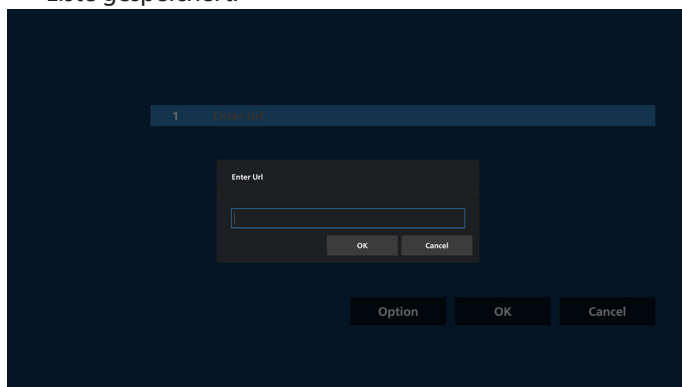 Liste gespeichert.
1 Enter Url
Enter Url
OK Cancel
Option OK Cancel